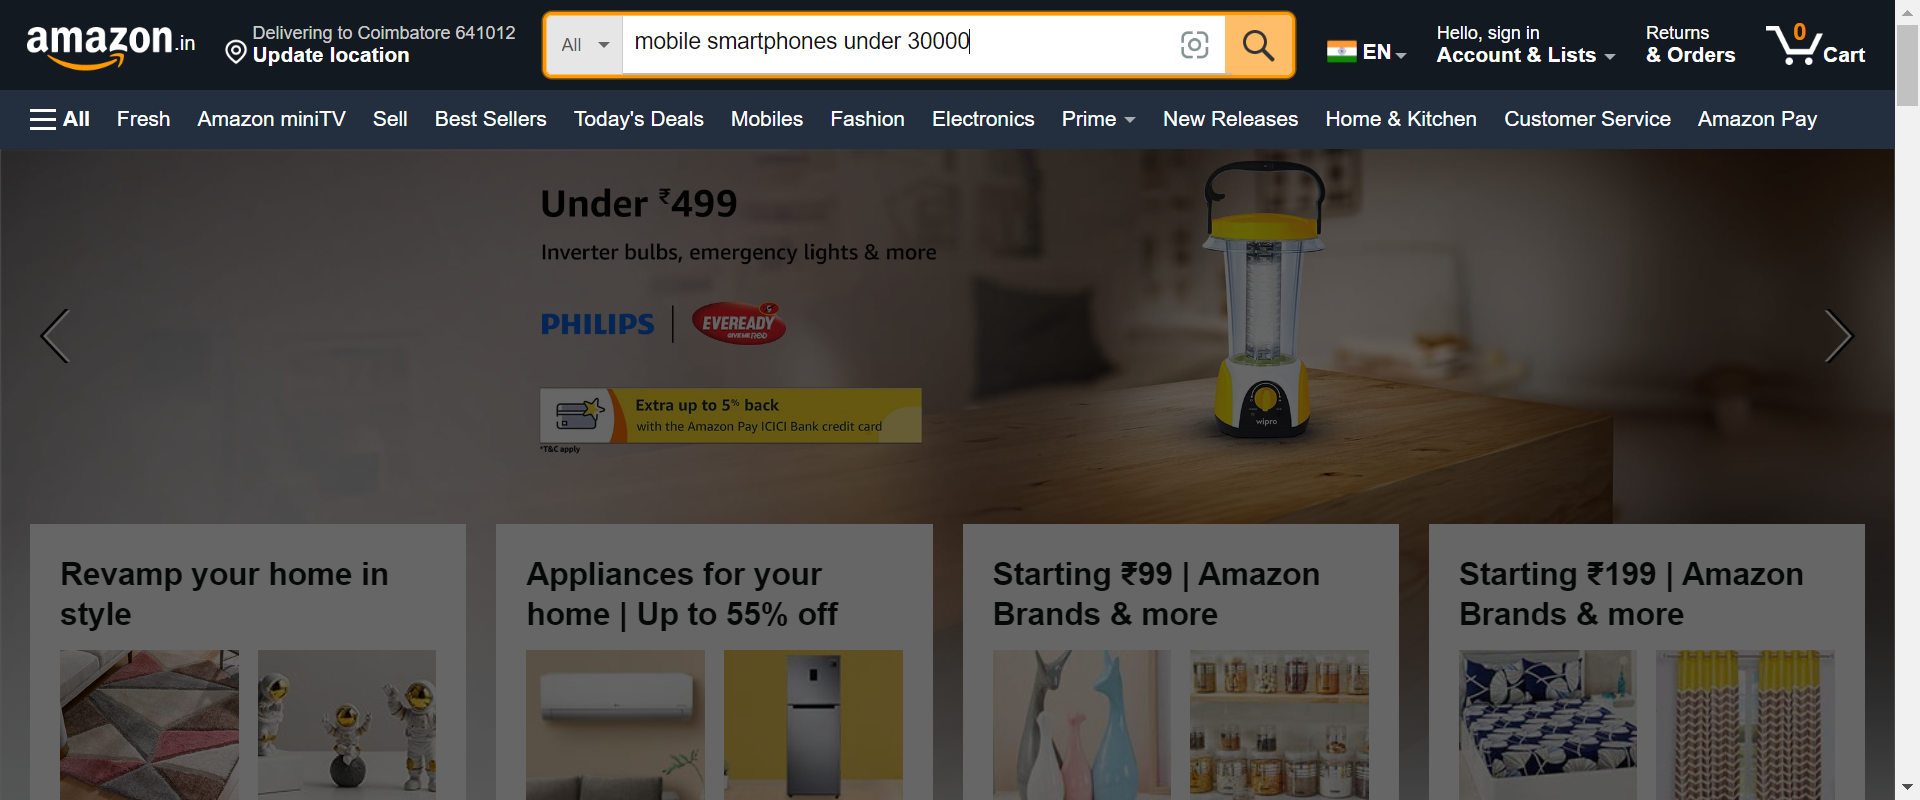 amazon.in
Delivering to Coimbatore 641012
Update location
All
mobile smartphones under 30000
EN
Hello, sign in
Account & Lists
Returns
& Orders
0
Cart
All
Fresh
Amazon miniTV
Sell
Best Sellers
Today's Deals
Mobiles
Fashion
Electronics
Prime
New Releases
Home & Kitchen
Customer Service
Amazon Pay
Under ₹499
Inverter bulbs, emergency lights & more
PHILIPS
EVEREADY
GIVE ME RED
Extra up to 5% back
with the Amazon Pay ICICI Bank credit card
*T&C apply
wipro
Revamp your home in
style
Appliances for your
home | Up to 55% off
Starting ₹99 | Amazon
Brands & more
Starting ₹199 | Amazon
Brands & more